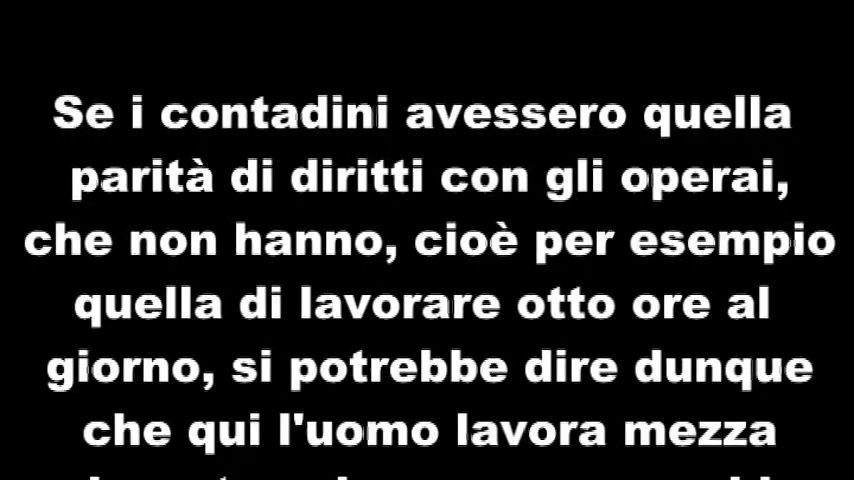 Se i contadini avessero quella
parità di diritti con gli operai,
che non hanno, cioè per esempio
quella di lavorare otto ore al
giorno, si potrebbe dire dunque
che qui l'uomo lavora mezza